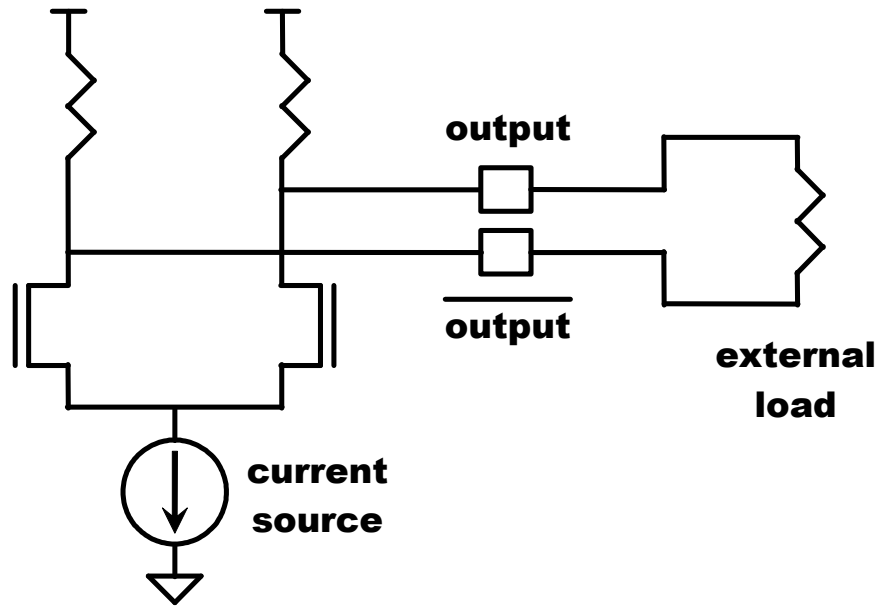 output
output
external
load
current
source